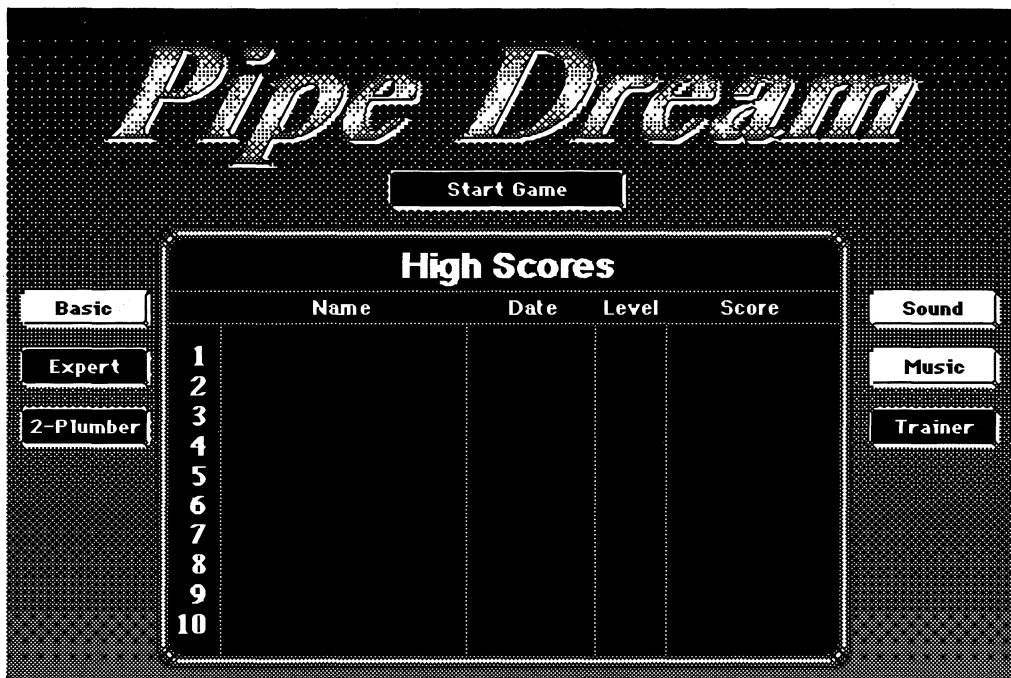 Pipe Dream
Start Game
High Scores
Name Date Level Score
Basic
Expert
2-Plumber
1
2
3
4
5
6
7
8
9
10
Sound
Music
Trainer